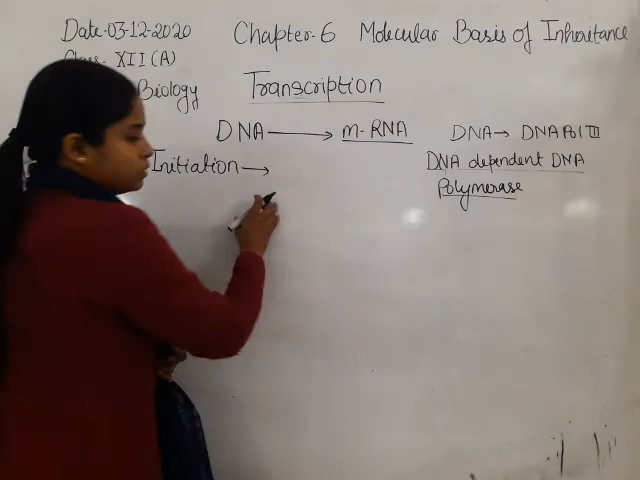 Date-03-12-2020 Chapter-6 Molecular Basis of Inheritance
Class- XII (A)
Biology Transcription
DNA → m-RNA DNA → DNA Pol III
Initiation → DNA dependent DNA
Polymerase